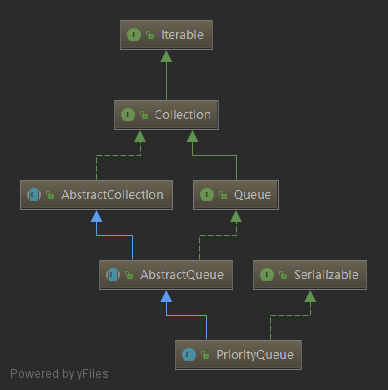 Iterable
Collection
AbstractCollection
Queue
AbstractQueue
Serializable
PriorityQueue
Powered by yFiles